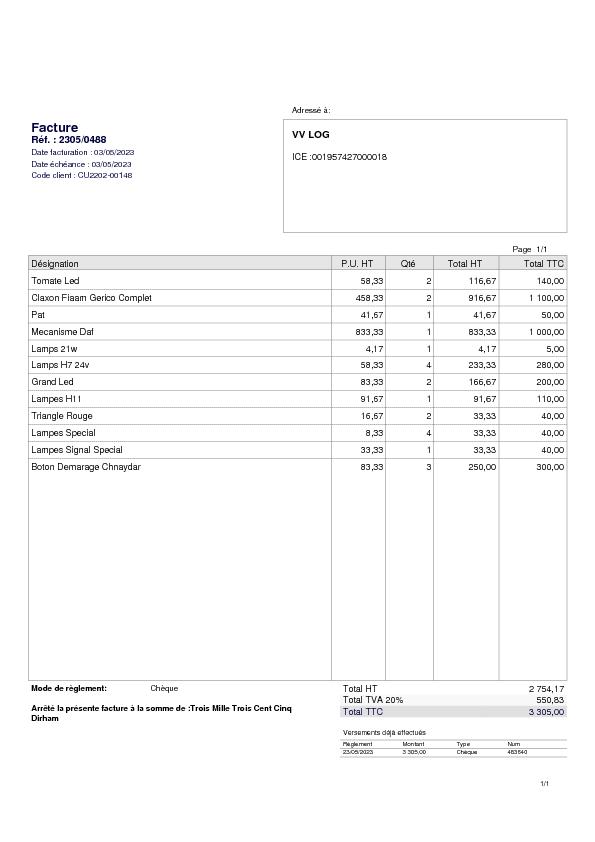 Adressé à:
Facture
Réf. : 2305/0488
Date facturation : 03/05/2023
Date échéance : 03/05/2023
Code client : CU2202-00148
VV LOG
ICE :001957427000018
Page 1/1
Désignation P.U. HT Qté Total HT Total TTC
Tomate Led 58,33 2 116,67 140,00
Claxon Fiaam Gerico Complet 458,33 2 916,67 1 100,00
Pat 41,67 1 41,67 50,00
Mecanisme Daf 833,33 1 833,33 1 000,00
Lamps 21w 4,17 1 4,17 5,00
Lamps H7 24v 58,33 4 233,33 280,00
Grand Led 83,33 2 166,67 200,00
Lampes H11 91,67 1 91,67 110,00
Triangle Rouge 16,67 2 33,33 40,00
Lampes Special 8,33 4 33,33 40,00
Lampes Signal Special 33,33 1 33,33 40,00
Boton Demarage Chnaydar 83,33 3 250,00 300,00
Mode de règlement: Chèque
Total HT 2 754,17
Total TVA 20% 550,83
Total TTC 3 305,00
Arrêté la présente facture à la somme de :Trois Mille Trois Cent Cinq
Dirham
Versements déjà effectués
Règlement Montant Type Num
23/05/2023 3 305,00 Chèque 483640
1/1